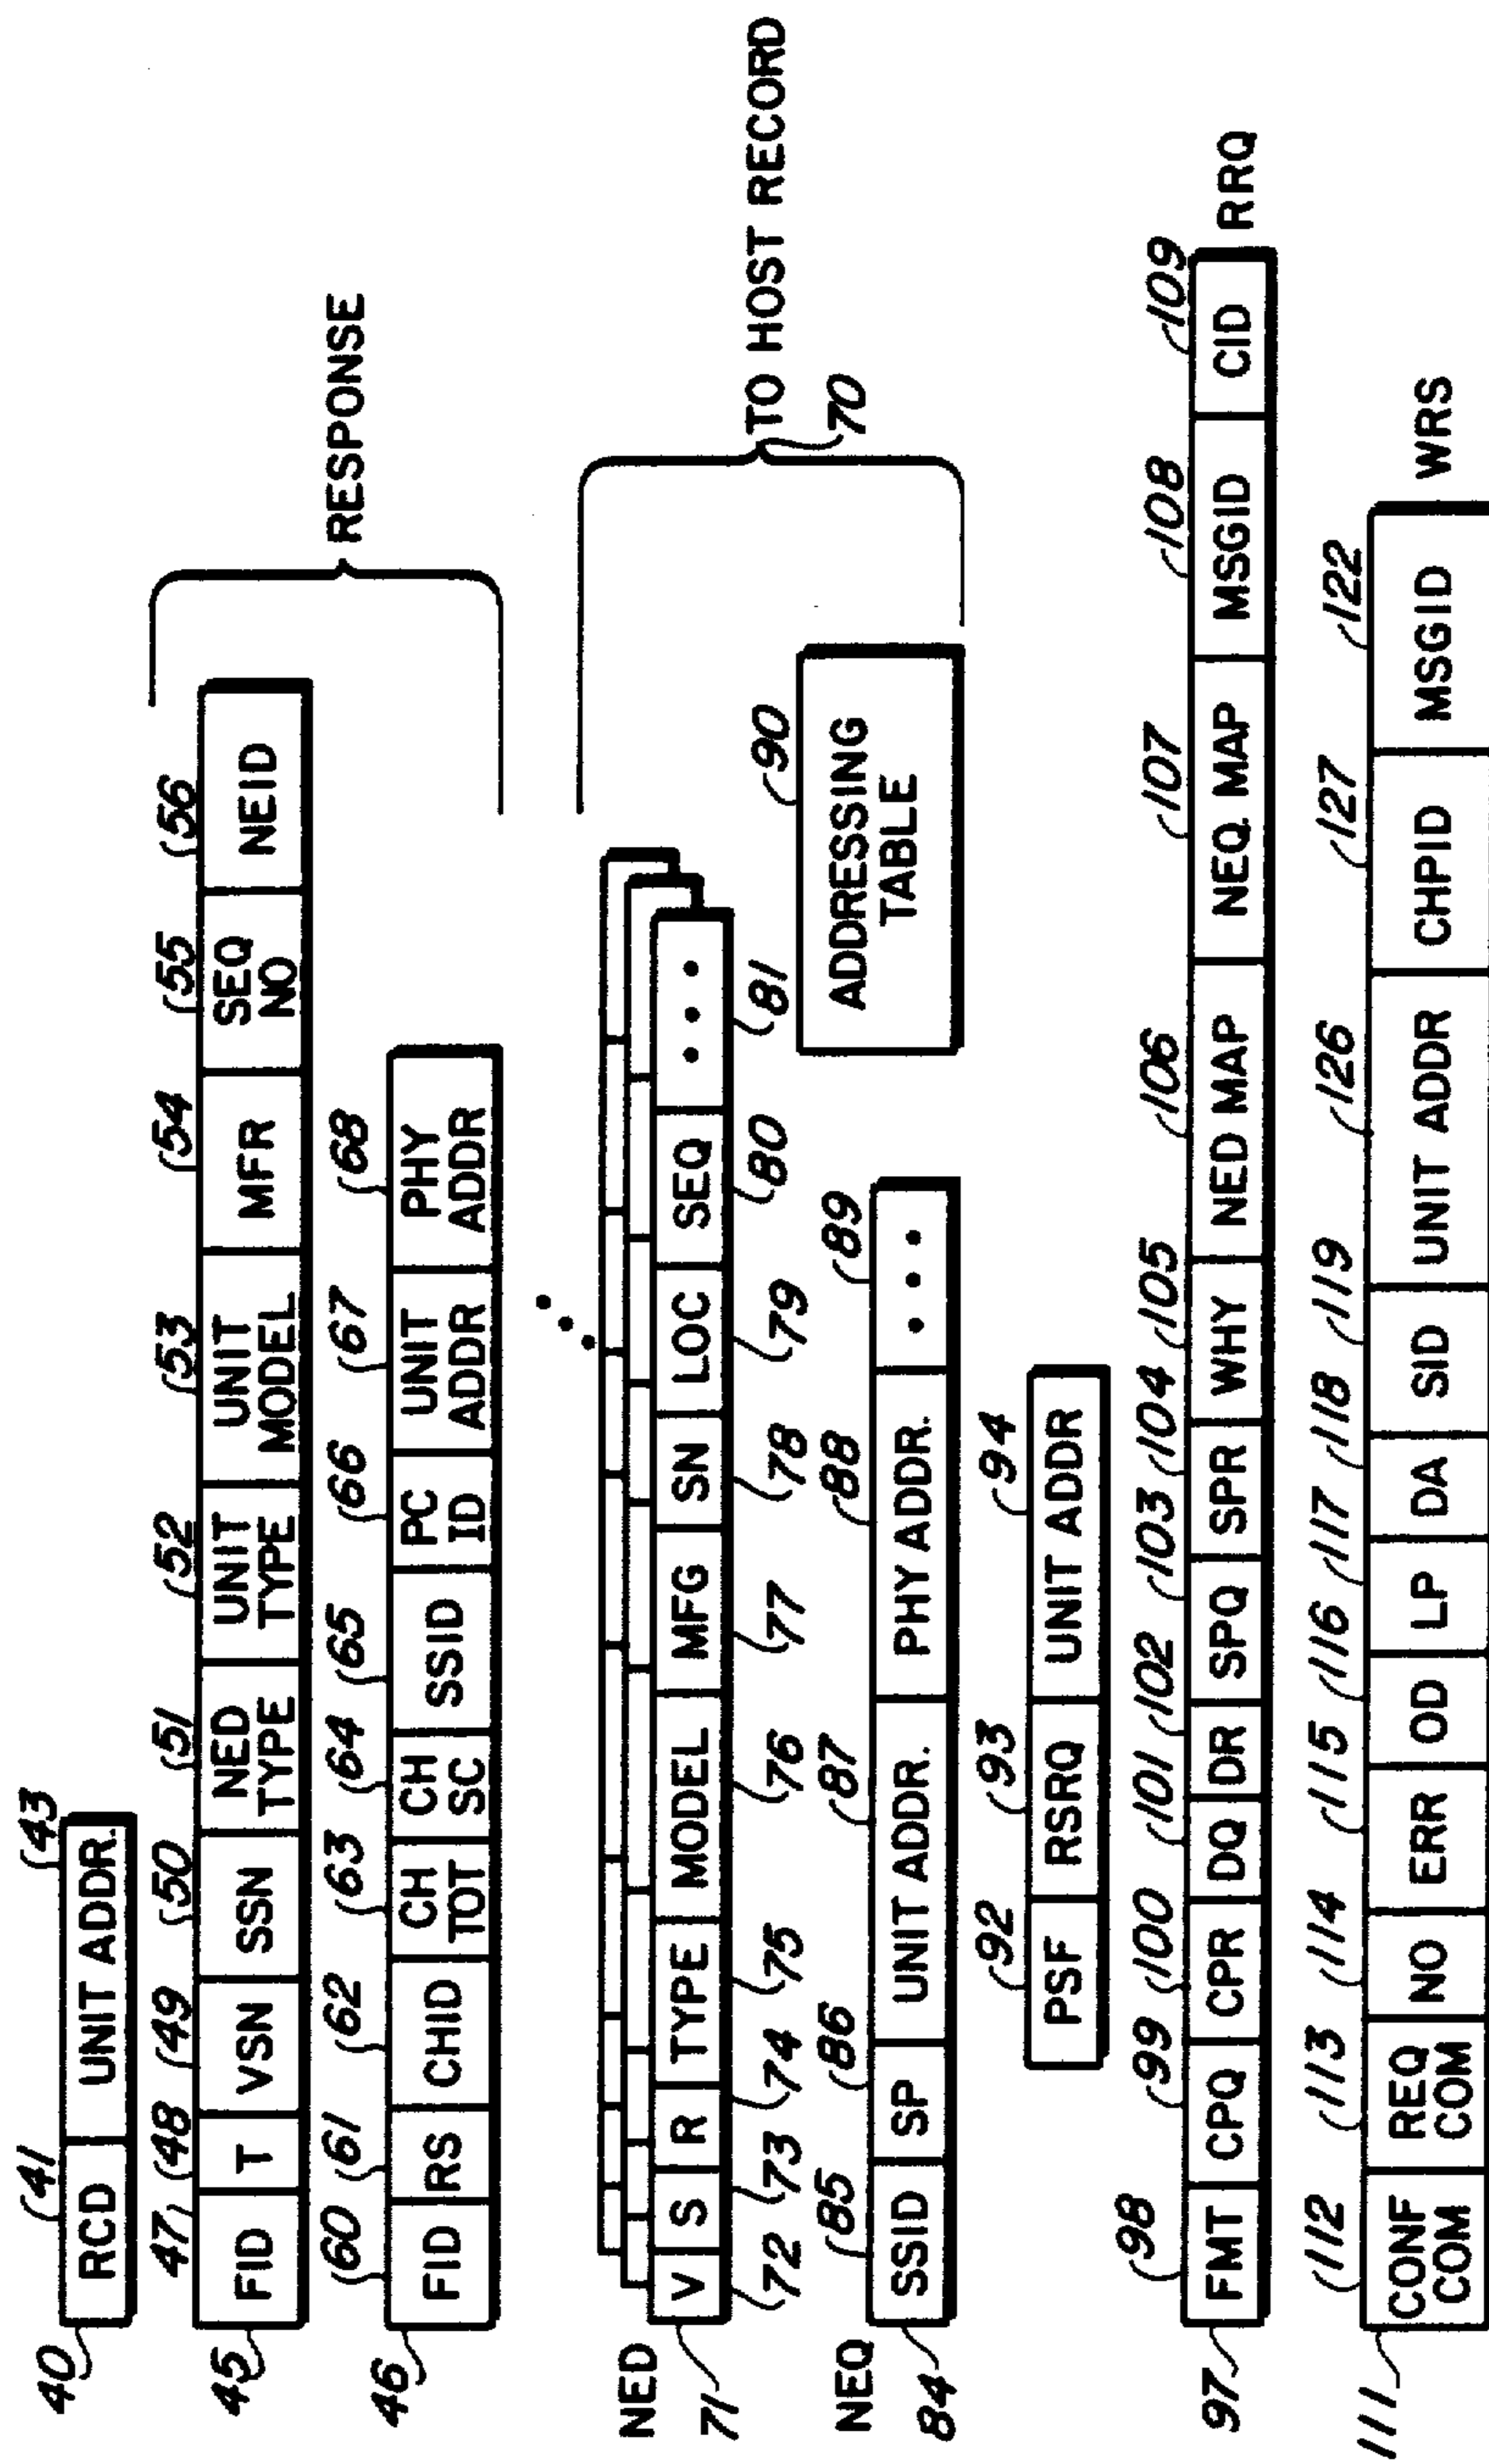 40 41 43
RCD UNIT ADDR.
45 47 48 49 50 51 52 53 54 55 56
FID T VSN SSN NED TYPE UNIT TYPE UNIT MODEL MFR SEQ NO NEID
RESPONSE
46 60 61 62 63 64 65 66 67 68
FID RS CHID CH TOT CH SC SSID PC ID UNIT ADDR PHY ADDR
NED
71
V S R TYPE MODEL MFG SN LOC SEQ • • •
72 73 74 75 76 77 78 79 80 81
TO HOST RECORD
70
90
ADDRESSING
TABLE
NEQ
84 85 86 87 88 89
SSID SP UNIT ADDR. PHY ADDR. • • •
92 93 94
PSF RSRQ UNIT ADDR
97 98 99 100 101 102 103 104 105 106 107 108 109
FMT CPQ CPR DQ DR SPQ SPR WHY NED MAP NEQ MAP MSGID CID RRQ
111 112 113 114 115 116 117 118 119 126 127 122
CONF COM REQ COM NO ERR OD LP DA SID UNIT ADDR CHPID MSGID WRS